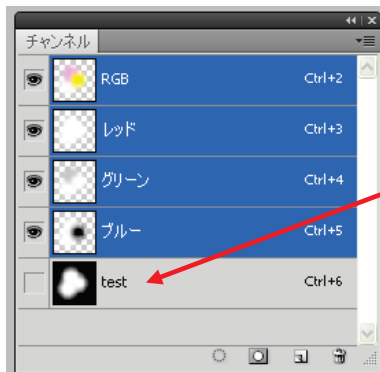 チャンネル
RGB Ctrl+2
レッド Ctrl+3
グリーン Ctrl+4
ブルー Ctrl+5
test Ctrl+6